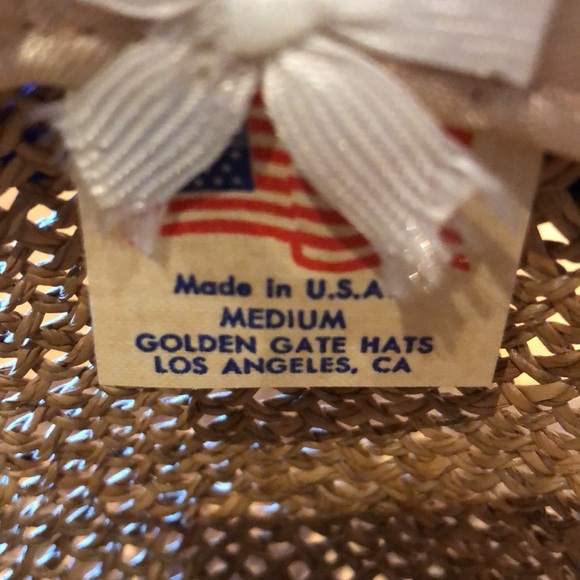 Made in U.S.A.
MEDIUM
GOLDEN GATE HATS
LOS ANGELES, CA